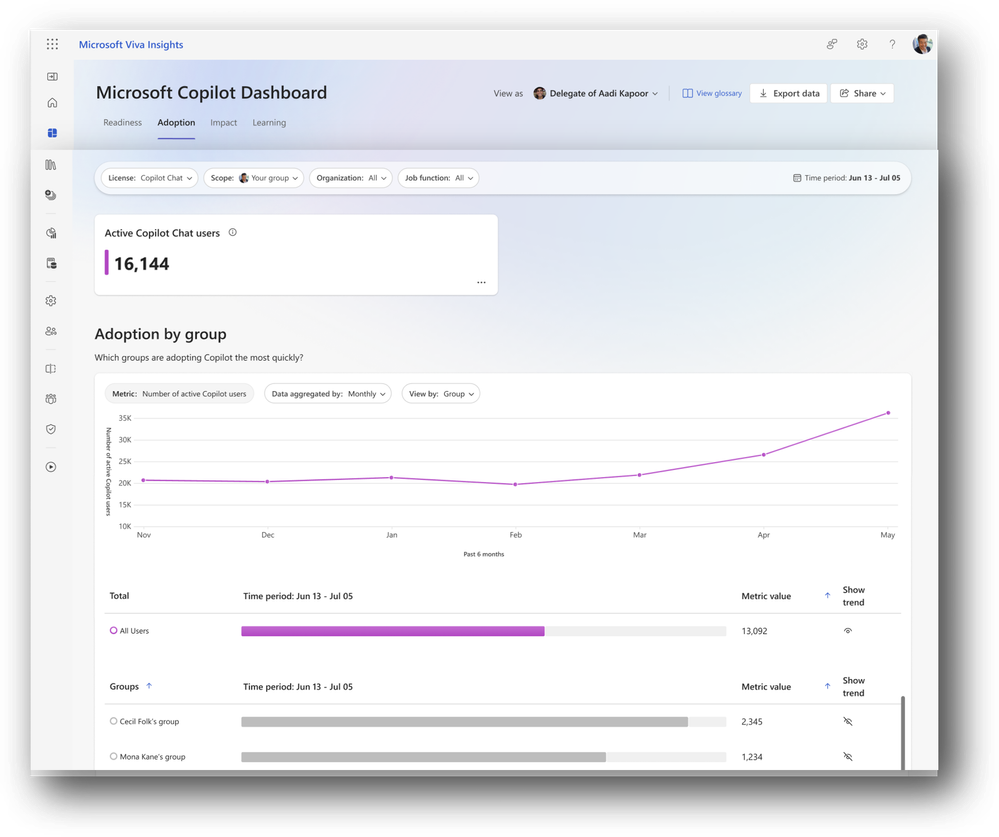 Microsoft Viva Insights
Microsoft Copilot Dashboard
View as Delegate of Aadi Kapoor
View glossary
Export data
Share
Readiness Adoption Impact Learning
License: Copilot Chat
Scope: Your group
Organization: All
Job function: All
Time period: Jun 13 - Jul 05
Active Copilot Chat users
16,144
Adoption by group
Which groups are adopting Copilot the most quickly?
Metric: Number of active Copilot users
Data aggregated by: Monthly
View by: Group
Number of active Copilot users
35K
30K
25K
20K
15K
10K
Nov Dec Jan Feb Mar Apr May
Past 6 months
Total Time period: Jun 13 - Jul 05 Metric value Show trend
All Users 13,092
Groups Time period: Jun 13 - Jul 05 Metric value Show trend
Cecil Folk's group 2,345
Mona Kane's group 1,234